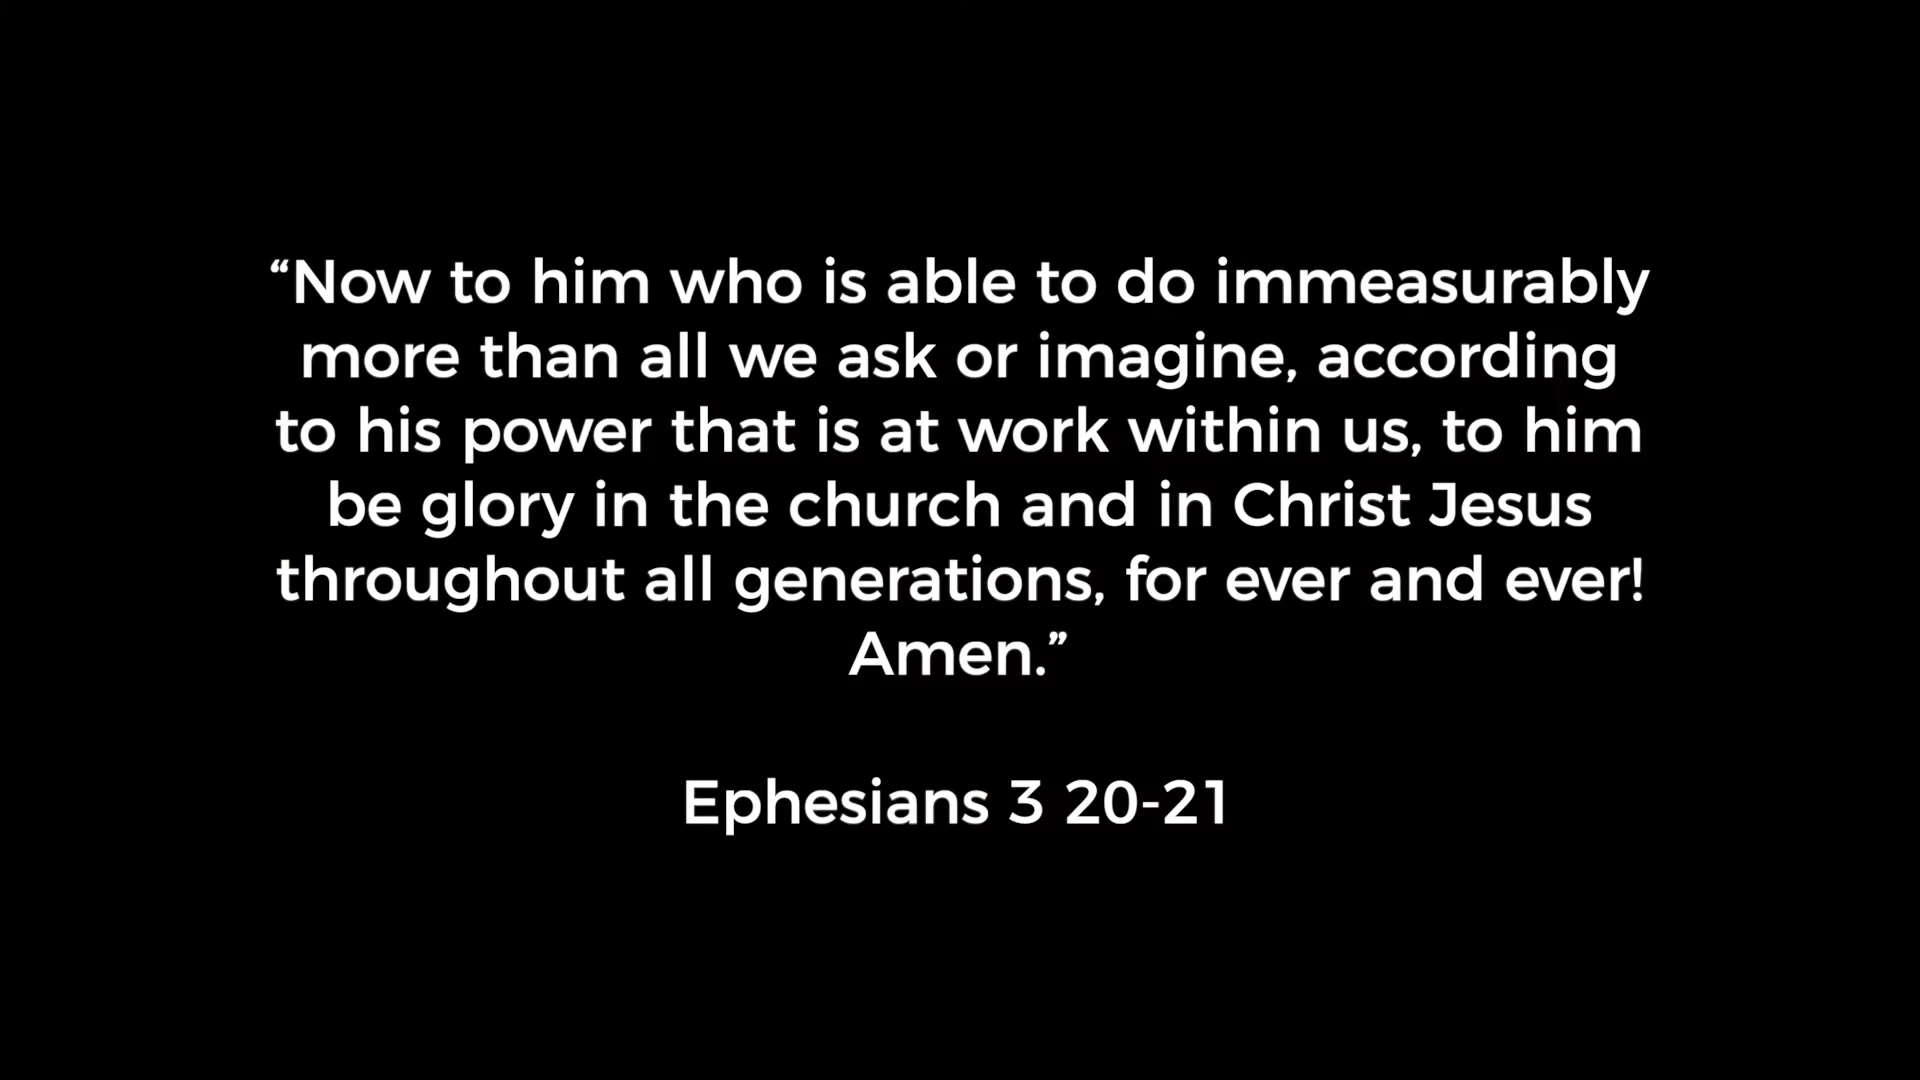 “Now to him who is able to do immeasurably
more than all we ask or imagine, according
to his power that is at work within us, to him
be glory in the church and in Christ Jesus
throughout all generations, for ever and ever!
Amen.”
Ephesians 3 20-21